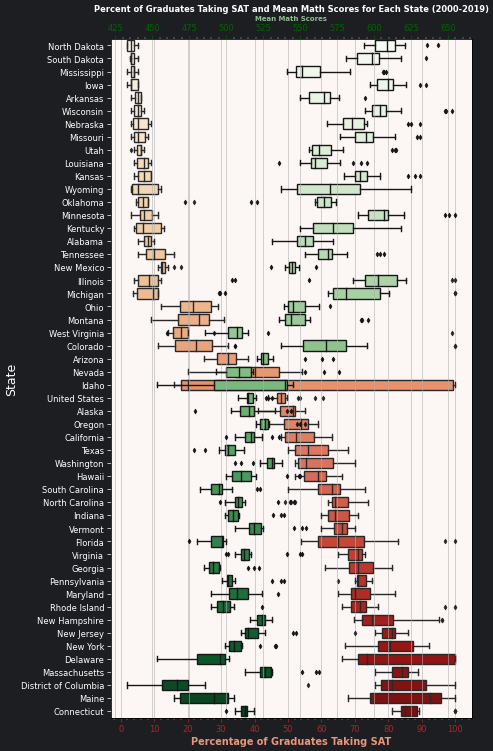 Percent of Graduates Taking SAT and Mean Math Scores for Each State (2000-2019)
Mean Math Scores
425 450 475 500 525 550 575 600 625 650
North Dakota
South Dakota
Mississippi
Iowa
Arkansas
Wisconsin
Nebraska
Missouri
Utah
Louisiana
Kansas
Wyoming
Oklahoma
Minnesota
Kentucky
Alabama
Tennessee
New Mexico
Illinois
Michigan
Ohio
Montana
West Virginia
Colorado
Arizona
Nevada
Idaho
United States
Alaska
Oregon
California
Texas
Washington
Hawaii
South Carolina
North Carolina
Indiana
Vermont
Florida
Virginia
Georgia
Pennsylvania
Maryland
Rhode Island
New Hampshire
New Jersey
New York
Delaware
Massachusetts
District of Columbia
Maine
Connecticut
State
0 10 20 30 40 50 60 70 80 90 100
Percentage of Graduates Taking SAT